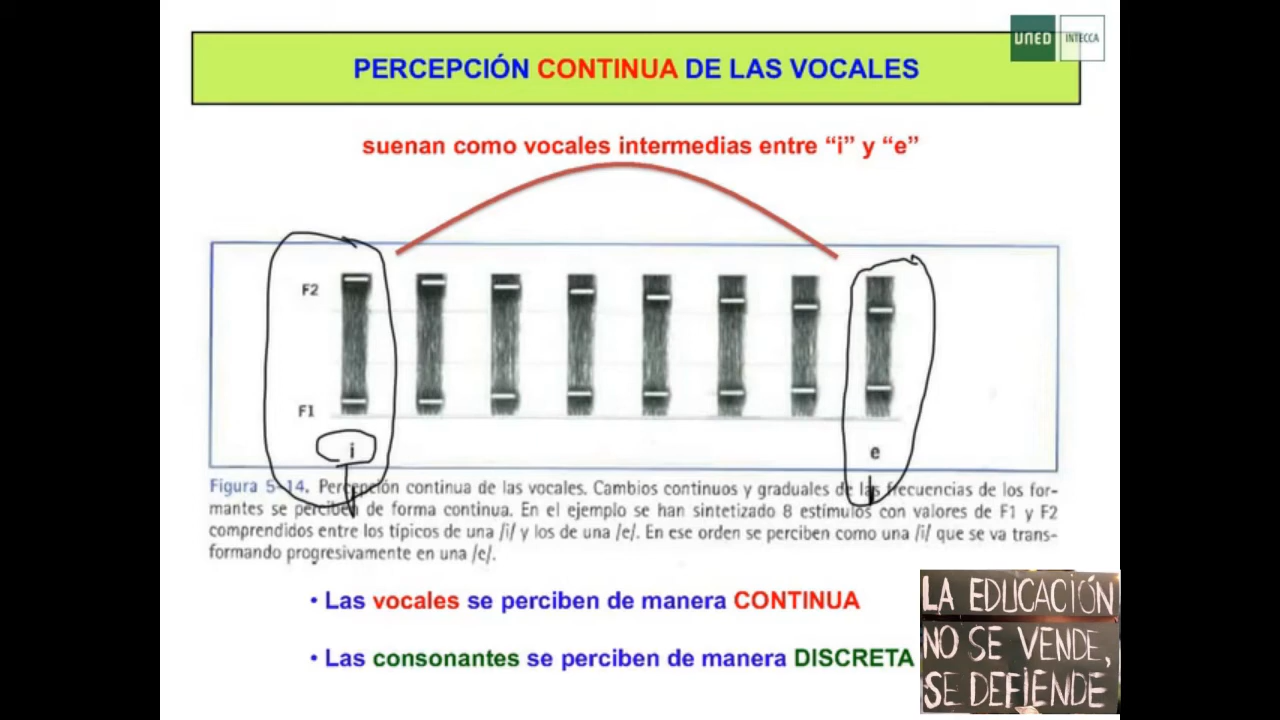 UNED INTECCA
PERCEPCIÓN CONTINUA DE LAS VOCALES
suenan como vocales intermedias entre “i” y “e”
F2
F1
i e
Figura 5-14. Percepción continua de las vocales. Cambios continuos y graduales de las frecuencias de los for-
mantes se perciben de forma continua. En el ejemplo se han sintetizado 8 estímulos con valores de F1 y F2
comprendidos entre los típicos de una /i/ y los de una /e/. En ese orden se perciben como una /i/ que se va trans-
formando progresivamente en una /e/.
• Las vocales se perciben de manera CONTINUA
• Las consonantes se perciben de manera DISCRETA
LA EDUCACIÓN
NO SE VENDE,
SE DEFIENDE